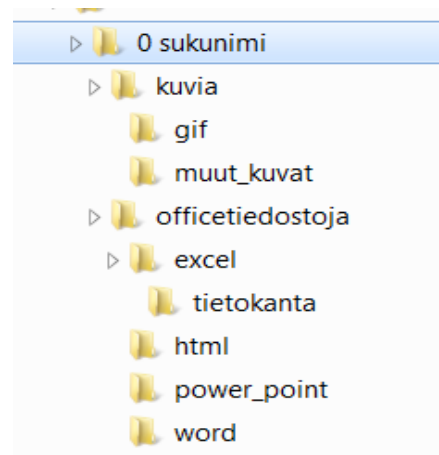 0 sukunimi
kuvia
gif
muut_kuvat
officetiedostoja
excel
tietokanta
html
power_point
word